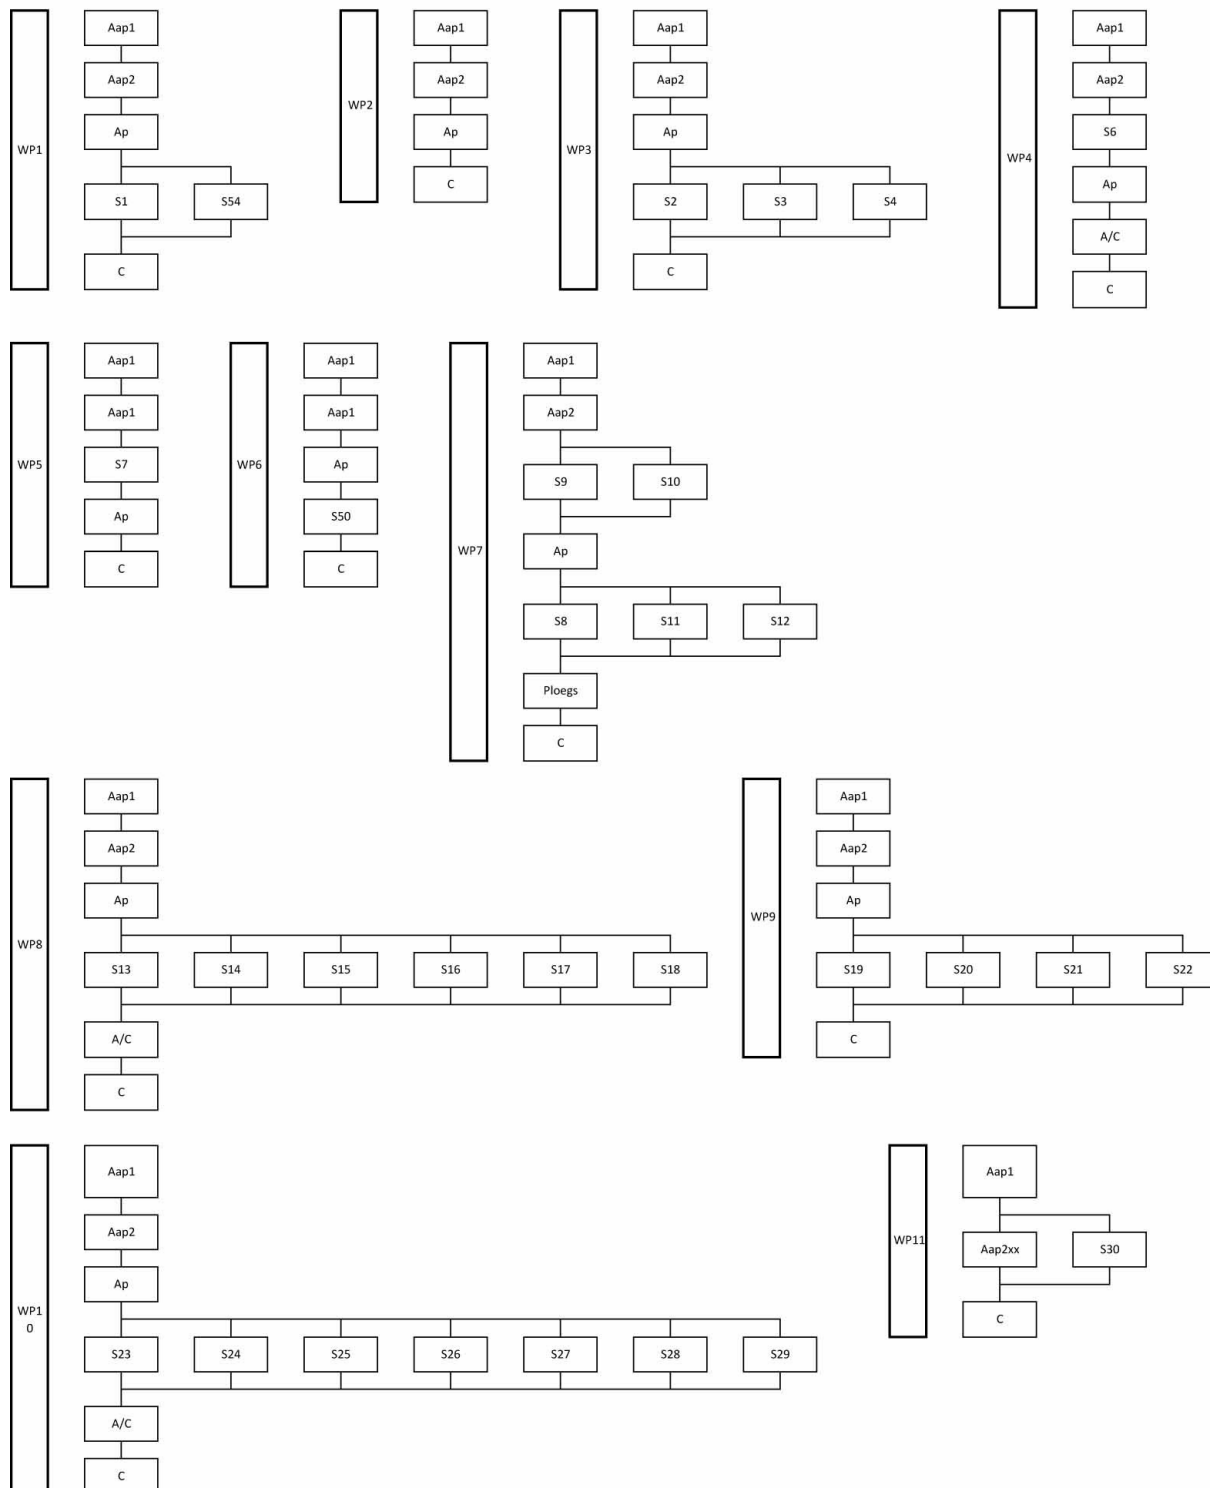 WP1
Aap1
Aap2
Ap
S1 S54
C
WP2
Aap1
Aap2
Ap
C
WP3
Aap1
Aap2
Ap
S2 S3 S4
C
WP4
Aap1
Aap2
S6
Ap
A/C
C
WP5
Aap1
Aap1
S7
Ap
C
WP6
Aap1
Aap1
Ap
S50
C
WP7
Aap1
Aap2
S9 S10
Ap
S8 S11 S12
Ploegs
C
WP8
Aap1
Aap2
Ap
S13 S14 S15 S16 S17 S18
A/C
C
WP9
Aap1
Aap2
Ap
S19 S20 S21 S22
C
WP1
0
Aap1
Aap2
Ap
S23 S24 S25 S26 S27 S28 S29
A/C
C
WP11
Aap1
Aap2xx S30
C